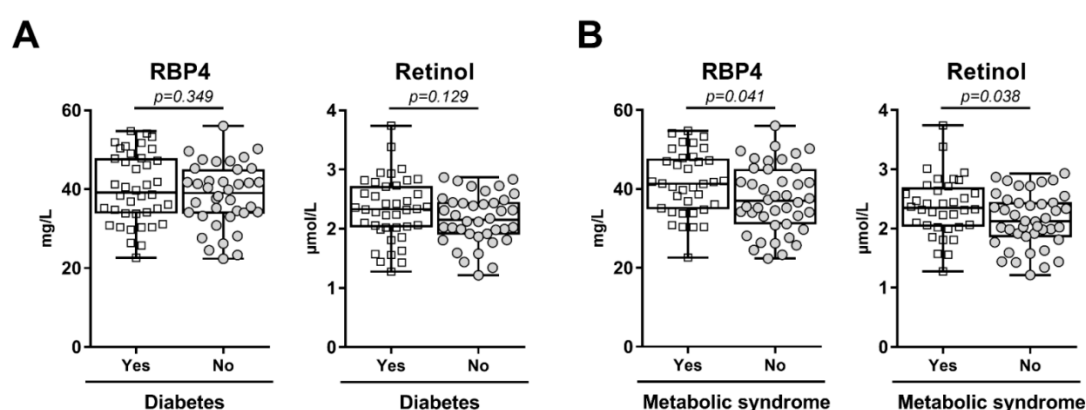 A
B
RBP4
p=0.349
60
40
20
0
mg/L
Yes
No
Diabetes
Retinol
p=0.129
4
3
2
1
0
µmol/L
Yes
No
Diabetes
RBP4
p=0.041
60
40
20
0
mg/L
Yes
No
Metabolic syndrome
Retinol
p=0.038
4
3
2
1
0
µmol/L
Yes
No
Metabolic syndrome